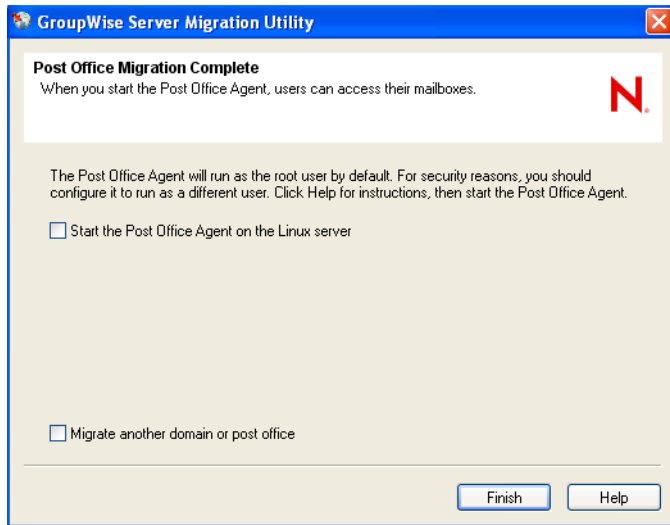 GroupWise Server Migration Utility
Post Office Migration Complete
When you start the Post Office Agent, users can access their mailboxes.
N.
The Post Office Agent will run as the root user by default. For security reasons, you should
configure it to run as a different user. Click Help for instructions, then start the Post Office Agent.
Start the Post Office Agent on the Linux server
Migrate another domain or post office
Finish
Help